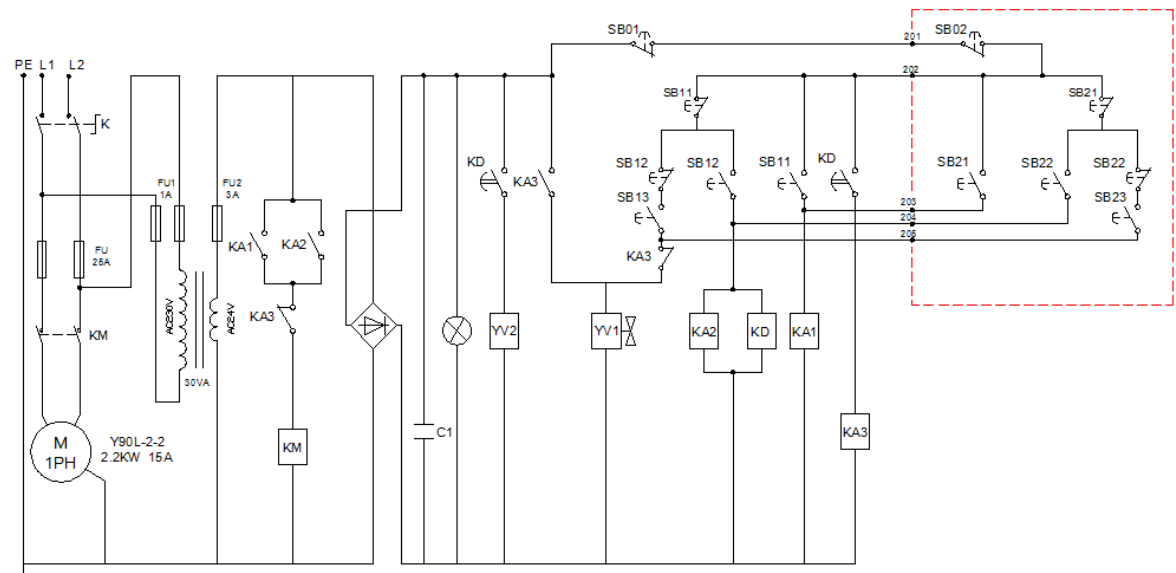 SB01
SB02
201
PE L1 L2
202
SB11
SB21
K
FU1
1A
FU2
3A
KD
KA3
SB12
SB12
SB11
KD
SB21
SB22
SB22
SB13
SB23
203
204
205
KA1
KA2
FU
25A
KA3
AC230V
AC24V
KA3
KM
YV2
YV1
KA2
KD
KA1
30VA
M
1PH
Y90L-2-2
2.2KW 15A
KM
C1
KA3